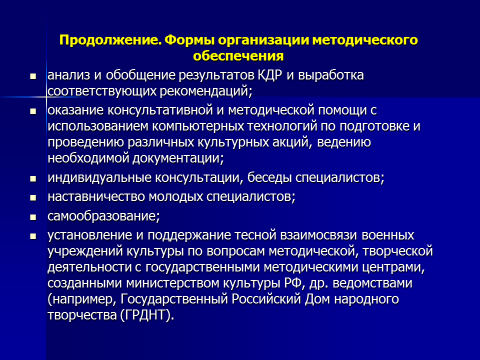 Продолжение. Формы организации методического
обеспечения
анализ и обобщение результатов КДР и выработка
соответствующих рекомендаций;
оказание консультативной и методической помощи с
использованием компьютерных технологий по подготовке и
проведению различных культурных акций, ведению
необходимой документации;
индивидуальные консультации, беседы специалистов;
наставничество молодых специалистов;
самообразование;
установление и поддержание тесной взаимосвязи военных
учреждений культуры по вопросам методической, творческой
деятельности с государственными методическими центрами,
созданными министерством культуры РФ, др. ведомствами
(например, Государственный Российский Дом народного
творчества (ГРДНТ).